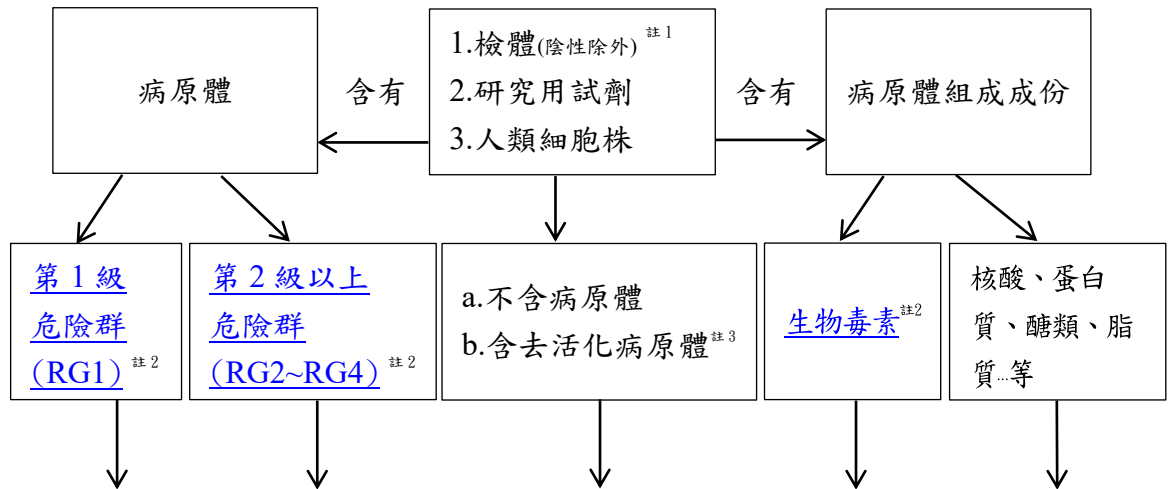 病原體
含有
1.檢體(陰性除外) 註1
2.研究用試劑
3.人類細胞株
含有
病原體組成成份
第1級
危險群
(RG1) 註2
第2級以上
危險群
(RG2~RG4) 註2
a.不含病原體
b.含去活化病原體註3
生物毒素註2
核酸、蛋白
質、醣類、脂
質…等